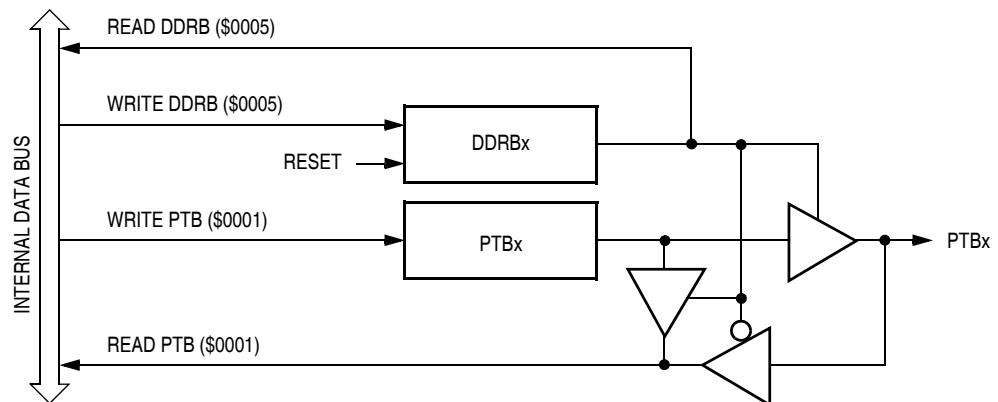 READ DDRB ($0005)
WRITE DDRB ($0005)
DDRBx
RESET
INTERNAL DATA BUS
WRITE PTB ($0001)
PTBx
PTBx
READ PTB ($0001)